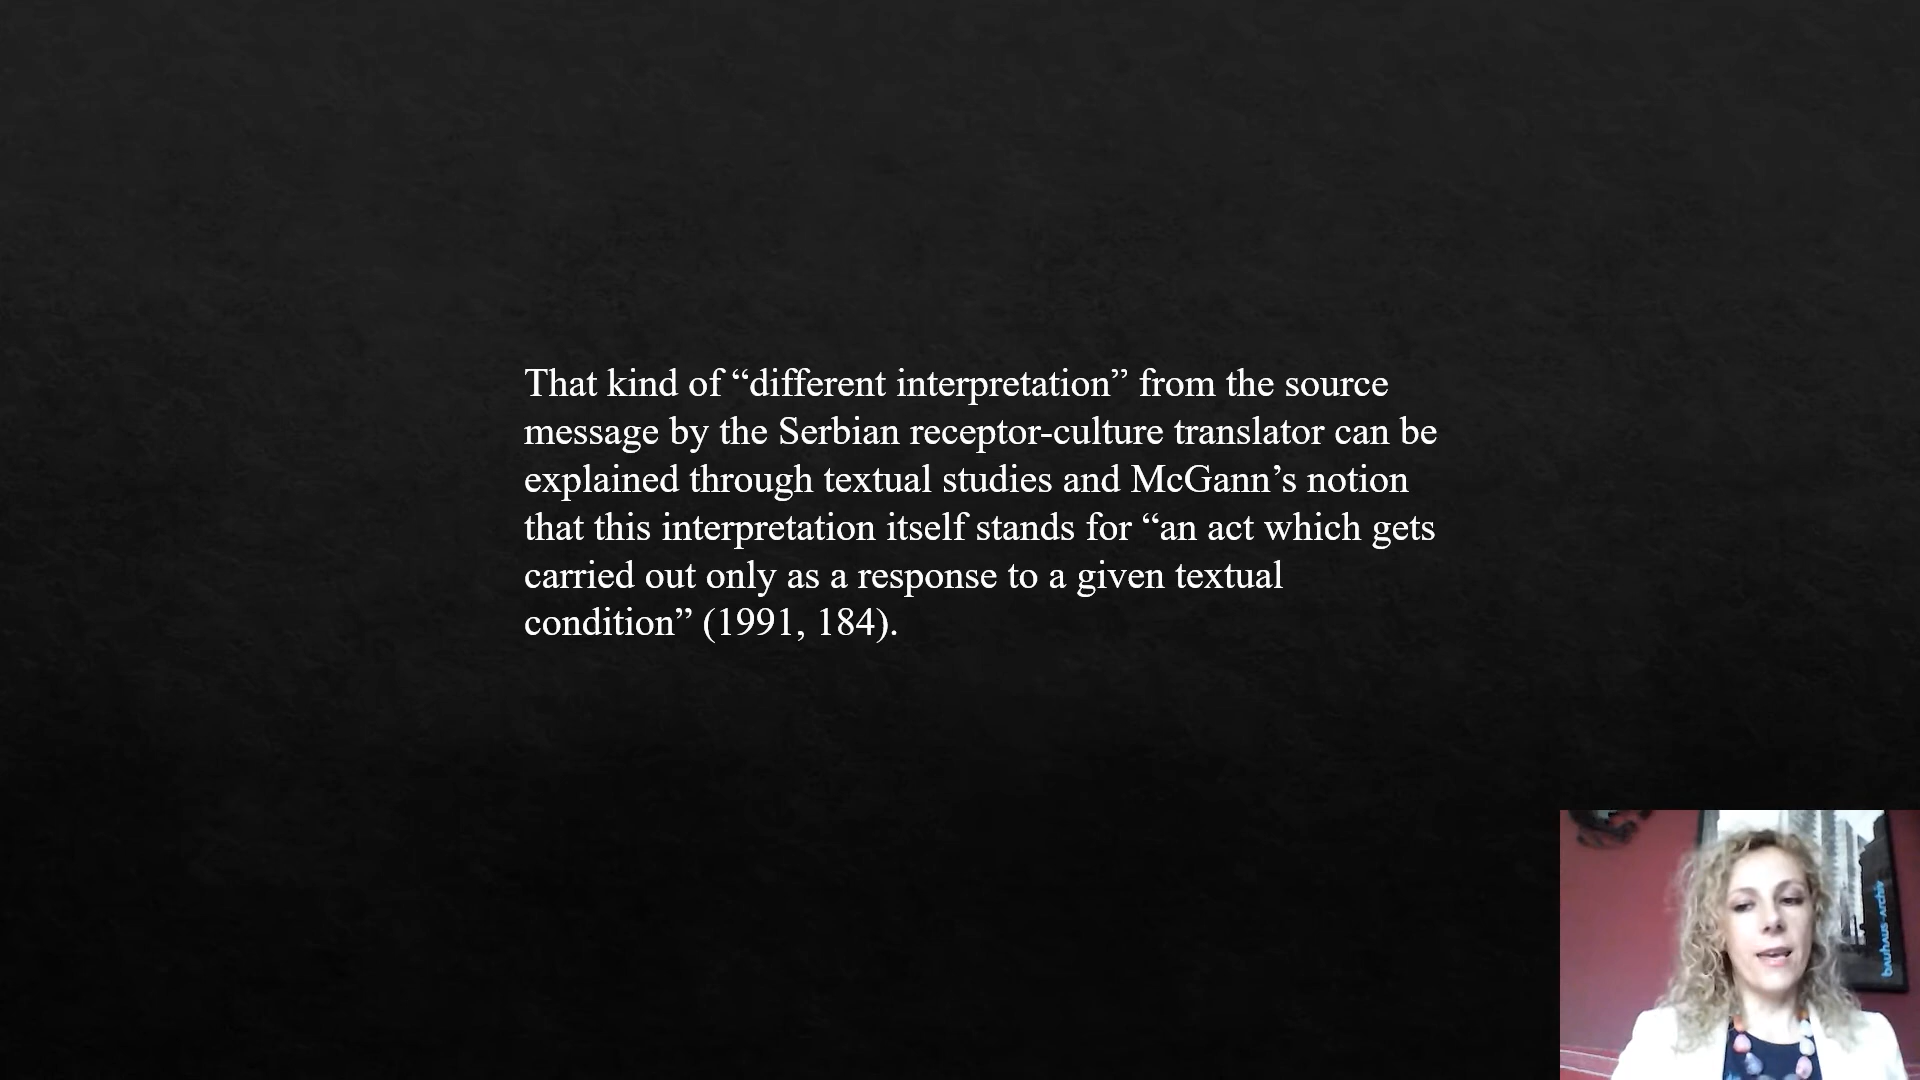 That kind of “different interpretation” from the source
message by the Serbian receptor-culture translator can be
explained through textual studies and McGann’s notion
that this interpretation itself stands for “an act which gets
carried out only as a response to a given textual
condition” (1991, 184).
bauhaus-archiv